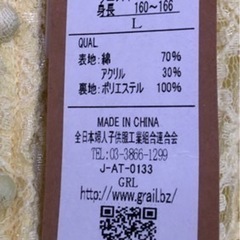 身長 160~166
L
QUAL
表地:綿 70%
アクリル 30%
裏地:ポリエステル 100%
MADE IN CHINA
全日本婦人子供服工業組合連合会
TEL:03-3866-1299
J-AT-0133
GRL
http://www.grail.bz/